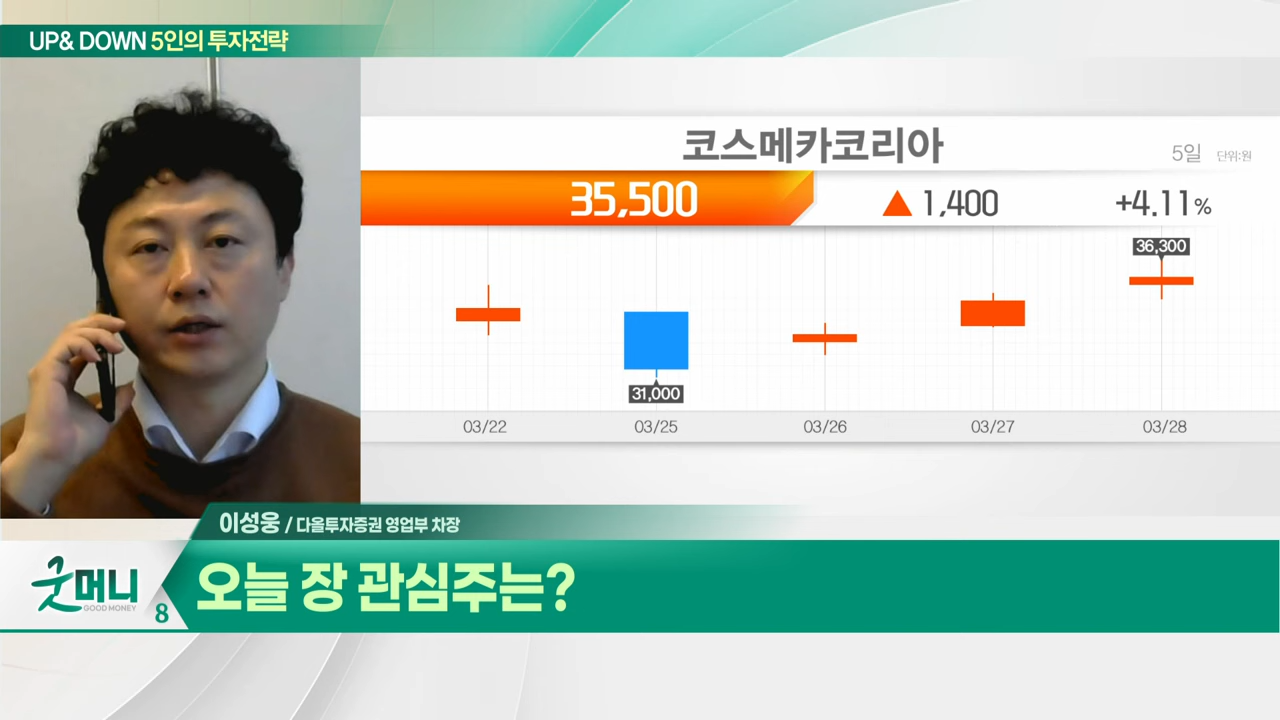 UP& DOWN 5인의 투자전략
코스메카코리아
5일 단위:원
35,500 ▲ 1,400 +4.11%
36,300
31,000
03/22 03/25 03/26 03/27 03/28
이성웅 / 다올투자증권 영업부 차장
굿머니
GOOD MONEY
8
오늘 장 관심주는?